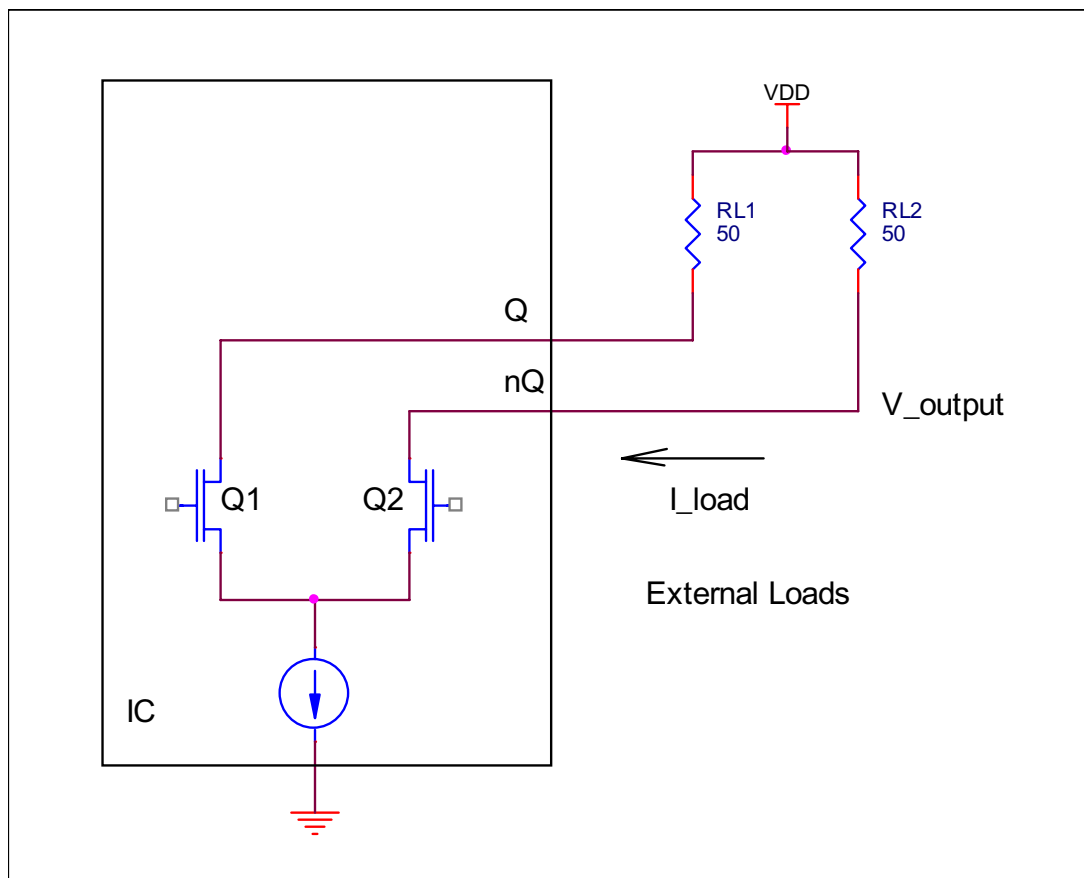 VDD
RL1
50
RL2
50
Q
nQ
V_output
Q1
Q2
I_load
External Loads
IC